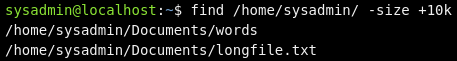 sysadmin@localhost:~$ find /home/sysadmin/ -size +10k
/home/sysadmin/Documents/words
/home/sysadmin/Documents/longfile.txt